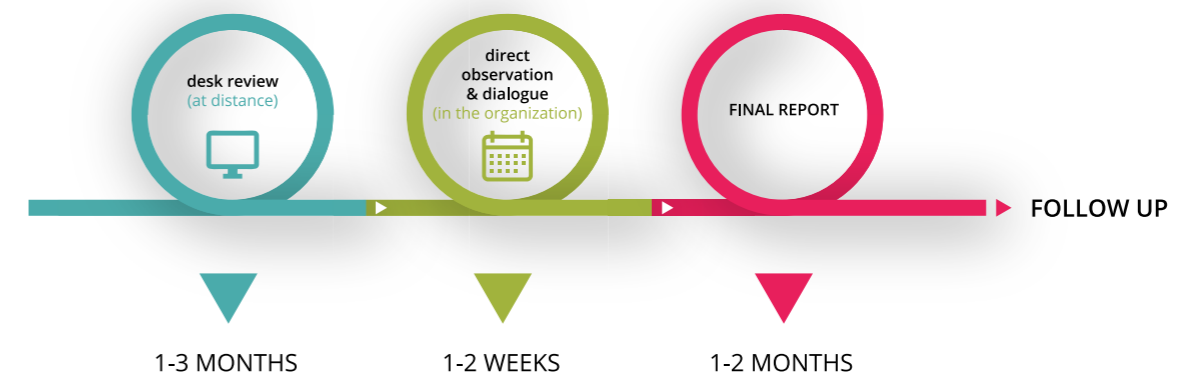 desk review
(at distance)
direct
observation
& dialogue
(in the organization)
FINAL REPORT
FOLLOW UP
1-3 MONTHS
1-2 WEEKS
1-2 MONTHS